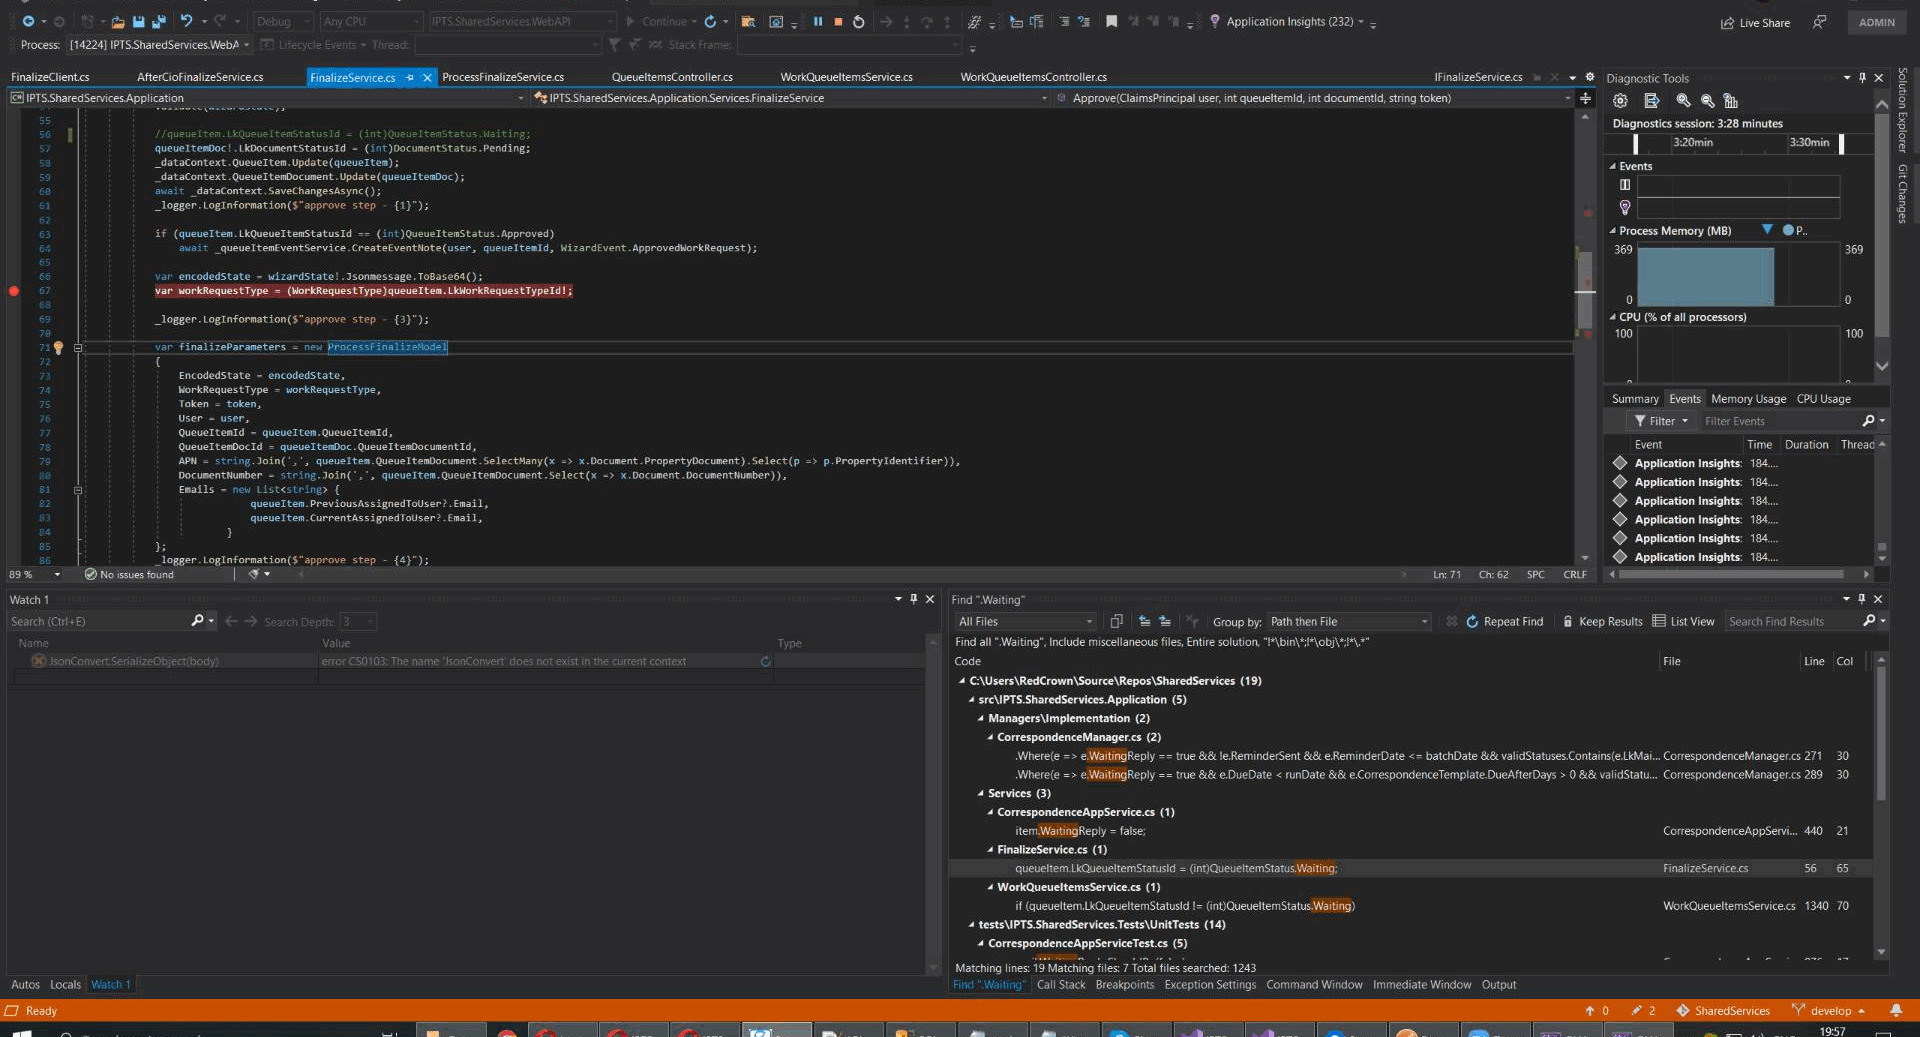 Debug
Any CPU
IPTS.SharedServices.WebAPI
Continue
Application Insights (232)
Live Share
ADMIN
Process:
[14224] IPTS.SharedServices.WebA
Lifecycle Events
Thread:
Stack Frame:
FinalizeClient.cs
AfterCioFinalizeService.cs
FinalizeService.cs
ProcessFinalizeService.cs
QueueItemsController.cs
WorkQueueItemsService.cs
WorkQueueItemsController.cs
IFinalizeService.cs
IPTS.SharedServices.Application
IPTS.SharedServices.Application.Services.FinalizeService
Approve(ClaimsPrincipal user, int queueItemId, int documentId, string token)
55
56 //queueItem.LkQueueItemStatusId = (int)QueueItemStatus.Waiting;
57 queueItemDoc!.LkDocumentStatusId = (int)DocumentStatus.Pending;
58 _dataContext.QueueItem.Update(queueItem);
59 _dataContext.QueueItemDocument.Update(queueItemDoc);
60 await _dataContext.SaveChangesAsync();
61 _logger.LogInformation($"approve step - {1}");
62
63 if (queueItem.LkQueueItemStatusId == (int)QueueItemStatus.Approved)
64 await _queueItemEventService.CreateEventNote(user, queueItemId, WizardEvent.ApprovedWorkRequest);
65
66 var encodedState = wizardState!.Jsonmessage.ToBase64();
67 var workRequestType = (WorkRequestType)queueItem.LkWorkRequestTypeId!;
68
69 _logger.LogInformation($"approve step - {3}");
70
71 var finalizeParameters = new ProcessFinalizeModel
72 {
73 EncodedState = encodedState,
74 WorkRequestType = workRequestType,
75 Token = token,
76 User = user,
77 QueueItemId = queueItem.QueueItemId,
78 QueueItemDocId = queueItemDoc.QueueItemDocumentId,
79 APN = string.Join(',', queueItem.QueueItemDocument.SelectMany(x => x.Document.PropertyDocument).Select(p => p.PropertyIdentifier)),
80 DocumentNumber = string.Join(',', queueItem.QueueItemDocument.Select(x => x.Document.DocumentNumber)),
81 Emails = new List<string> {
82 queueItem.PreviousAssignedToUser?.Email,
83 queueItem.CurrentAssignedToUser?.Email,
84 }
85 };
86 _logger.LogInformation($"approve step - {4}");
89 %
No issues found
Ln: 71
Ch: 62
SPC
CRLF
Diagnostic Tools
Diagnostics session: 3:28 minutes
3:20min
3:30min
Events
Process Memory (MB)
P..
369
369
0
0
CPU (% of all processors)
100
100
Summary
Events
Memory Usage
CPU Usage
Filter
Filter Events
Event
Time
Duration
Thread
Application Insights: 184....
Application Insights: 184....
Application Insights: 184....
Application Insights: 184....
Application Insights: 184....
Application Insights: 184....
Solution Explorer
Git Changes
Watch 1
Search (Ctrl+E)
Search Depth: 3
Name
Value
Type
JsonConvert.SerializeObject(body)
error CS0103: The name 'JsonConvert' does not exist in the current context
Autos
Locals
Watch 1
Find ".Waiting"
All Files
Group by: Path then File
Repeat Find
Keep Results
List View
Search Find Results
Find all ".Waiting", Include miscellaneous files, Entire solution, "!*\bin\*;!*\obj\*;!*\.*"
Code
File
Line
Col
C:\Users\RedCrown\Source\Repos\SharedServices (19)
src\IPTS.SharedServices.Application (5)
Managers\Implementation (2)
CorrespondenceManager.cs (2)
.Where(e => e.WaitingReply == true && !e.ReminderSent && e.ReminderDate <= batchDate && validStatuses.Contains(e.LkMai... CorrespondenceManager.cs 271 30
.Where(e => e.WaitingReply == true && e.DueDate < runDate && e.CorrespondenceTemplate.DueAfterDays > 0 && validStatu... CorrespondenceManager.cs 289 30
Services (3)
CorrespondenceAppService.cs (1)
item.WaitingReply = false; CorrespondenceAppServi... 440 21
FinalizeService.cs (1)
queueItem.LkQueueItemStatusId = (int)QueueItemStatus.Waiting; FinalizeService.cs 56 65
WorkQueueItemsService.cs (1)
if (queueItem.LkQueueItemStatusId != (int)QueueItemStatus.Waiting) WorkQueueItemsService.cs 1340 70
tests\IPTS.SharedServices.Tests\UnitTests (14)
CorrespondenceAppServiceTest.cs (5)
Matching lines: 19 Matching files: 7 Total files searched: 1243
Find ".Waiting"
Call Stack
Breakpoints
Exception Settings
Command Window
Immediate Window
Output
Ready
0
2
SharedServices
develop
19:57